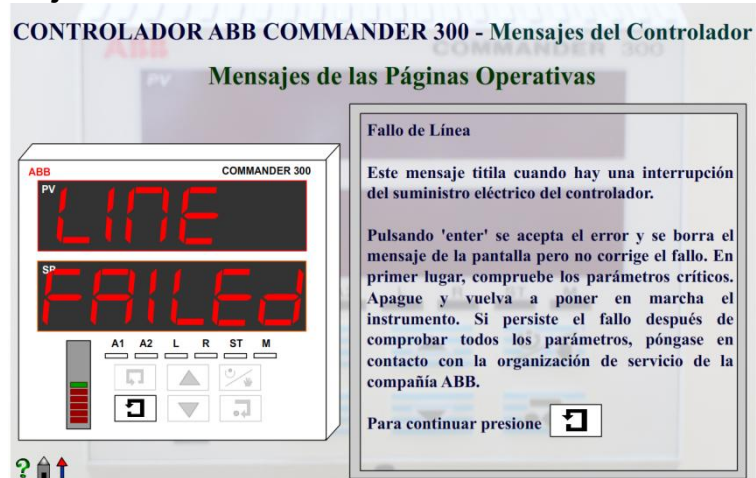 CONTROLADOR ABB COMMANDER 300 - Mensajes del Controlador
Mensajes de las Páginas Operativas
ABB
COMMANDER 300
PV
LINE
SP
FAILEd
A1 A2 L R ST M
Fallo de Línea
Este mensaje titila cuando hay una interrupción
del suministro eléctrico del controlador.
Pulsando 'enter' se acepta el error y se borra el
mensaje de la pantalla pero no corrige el fallo. En
primer lugar, compruebe los parámetros críticos.
Apague y vuelva a poner en marcha el
instrumento. Si persiste el fallo después de
comprobar todos los parámetros, póngase en
contacto con la organización de servicio de la
compañía ABB.
Para continuar presione
?